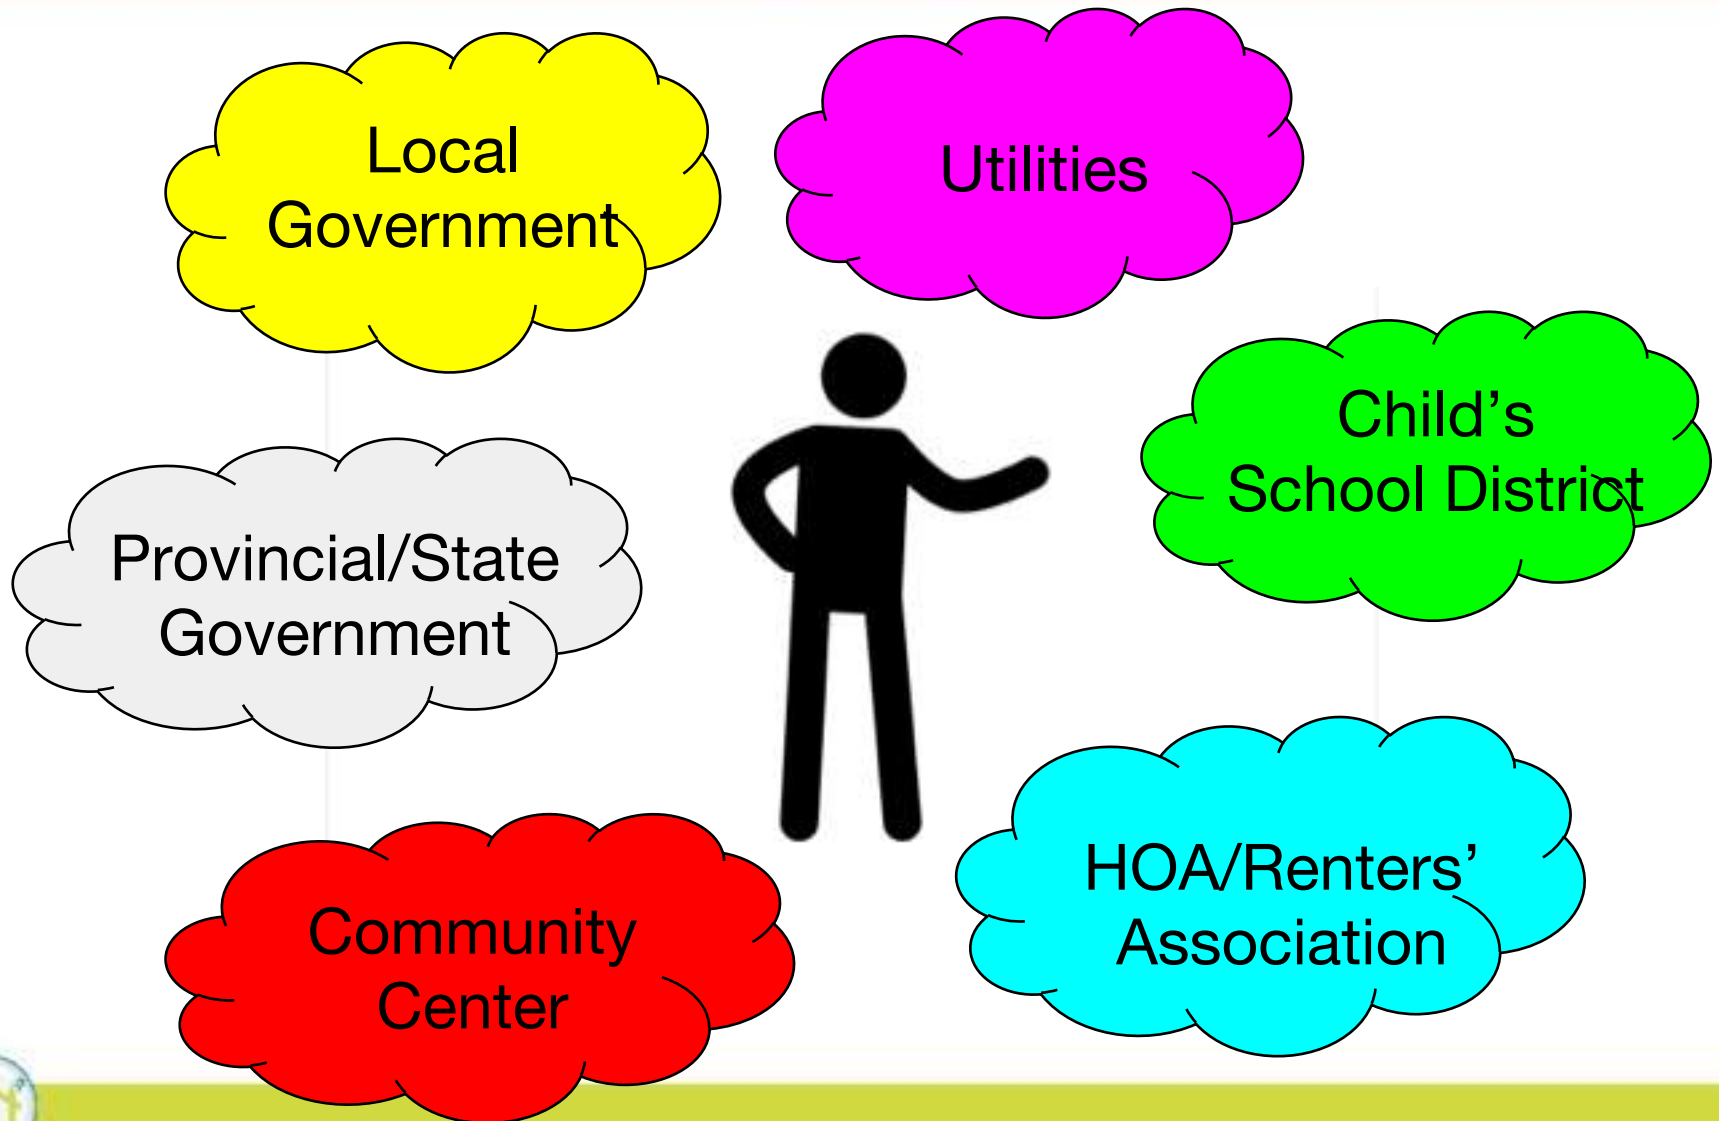 Local
Government
Utilities
Child’s
School District
Provincial/State
Government
HOA/Renters’
Association
Community
Center